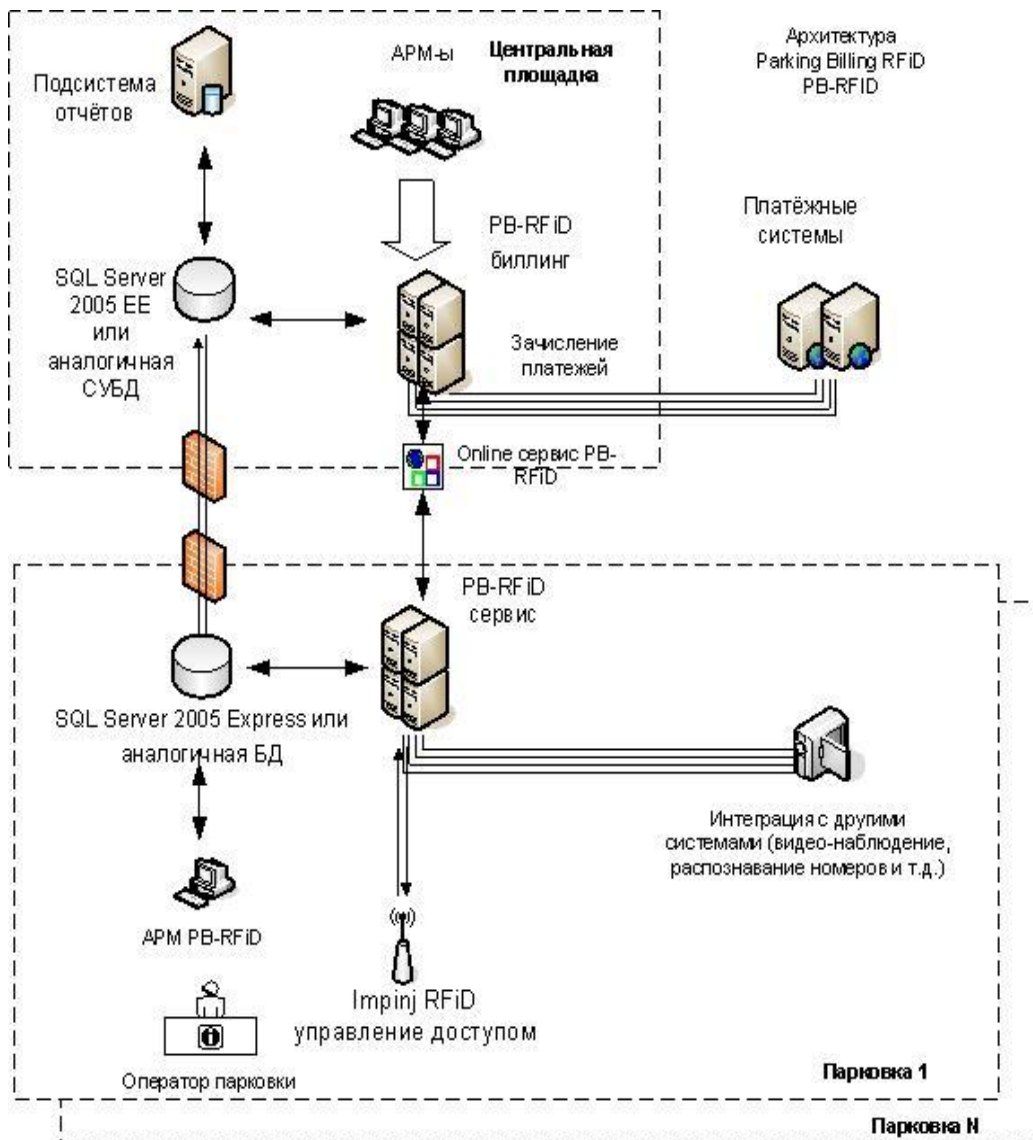 Подсистема
отчётов
АРМ-ы
Центральная
площадка
Архитектура
Parking Billing RFiD
PB-RFID
PB-RFiD
биллинг
Платёжные
системы
SQL Server
2005 EE
или
аналогичная
СУБД
Зачисление
платежей
Online сервис PB-
RFiD
PB-RFiD
сервис
SQL Server 2005 Express или
аналогичная БД
Интеграция с другими
системами (видео-наблюдение,
распознавание номеров и т.д.)
АРМ PB-RFiD
Impinj RFiD
управление доступом
Оператор парковки
Парковка 1
Парковка N